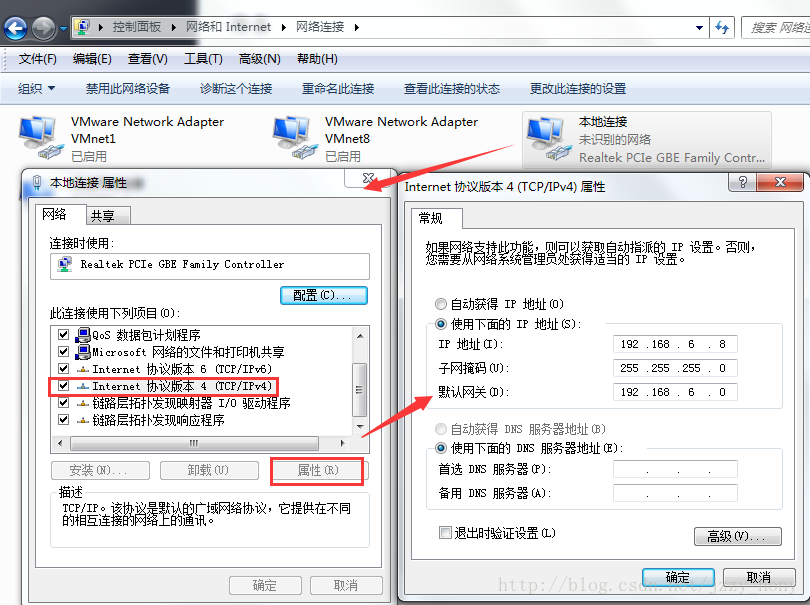 控制面板 ▸ 网络和 Internet ▸ 网络连接 ▸
搜索 网络
文件(F) 编辑(E) 查看(V) 工具(T) 高级(N) 帮助(H)
组织 禁用此网络设备 诊断这个连接 重命名此连接 查看此连接的状态 更改此连接的设置
VMware Network Adapter
VMnet1
已启用
VMware Network Adapter
VMnet8
已启用
本地连接
未识别的网络
Realtek PCIe GBE Family Contr...
本地连接 属性
网络 共享
连接时使用:
Realtek PCIe GBE Family Controller
配置(C)...
此连接使用下列项目(O):
QoS 数据包计划程序
Microsoft 网络的文件和打印机共享
Internet 协议版本 6 (TCP/IPv6)
Internet 协议版本 4 (TCP/IPv4)
链路层拓扑发现映射器 I/O 驱动程序
链路层拓扑发现响应程序
安装(N)... 卸载(U) 属性(R)
描述
TCP/IP。该协议是默认的广域网络协议，它提供在不同
的相互连接的网络上的通讯。
确定 取消
Internet 协议版本 4 (TCP/IPv4) 属性
常规
如果网络支持此功能，则可以获取自动指派的 IP 设置。否则，
您需要从网络系统管理员处获得适当的 IP 设置。
自动获得 IP 地址(O)
使用下面的 IP 地址(S):
IP 地址(I): 192 .168 . 6 . 8
子网掩码(U): 255 .255 .255 . 0
默认网关(D): 192 .168 . 6 . 0
自动获得 DNS 服务器地址(B)
使用下面的 DNS 服务器地址(E):
首选 DNS 服务器(P): . . .
备用 DNS 服务器(A): . . .
退出时验证设置(L)
高级(V)...
确定 取消